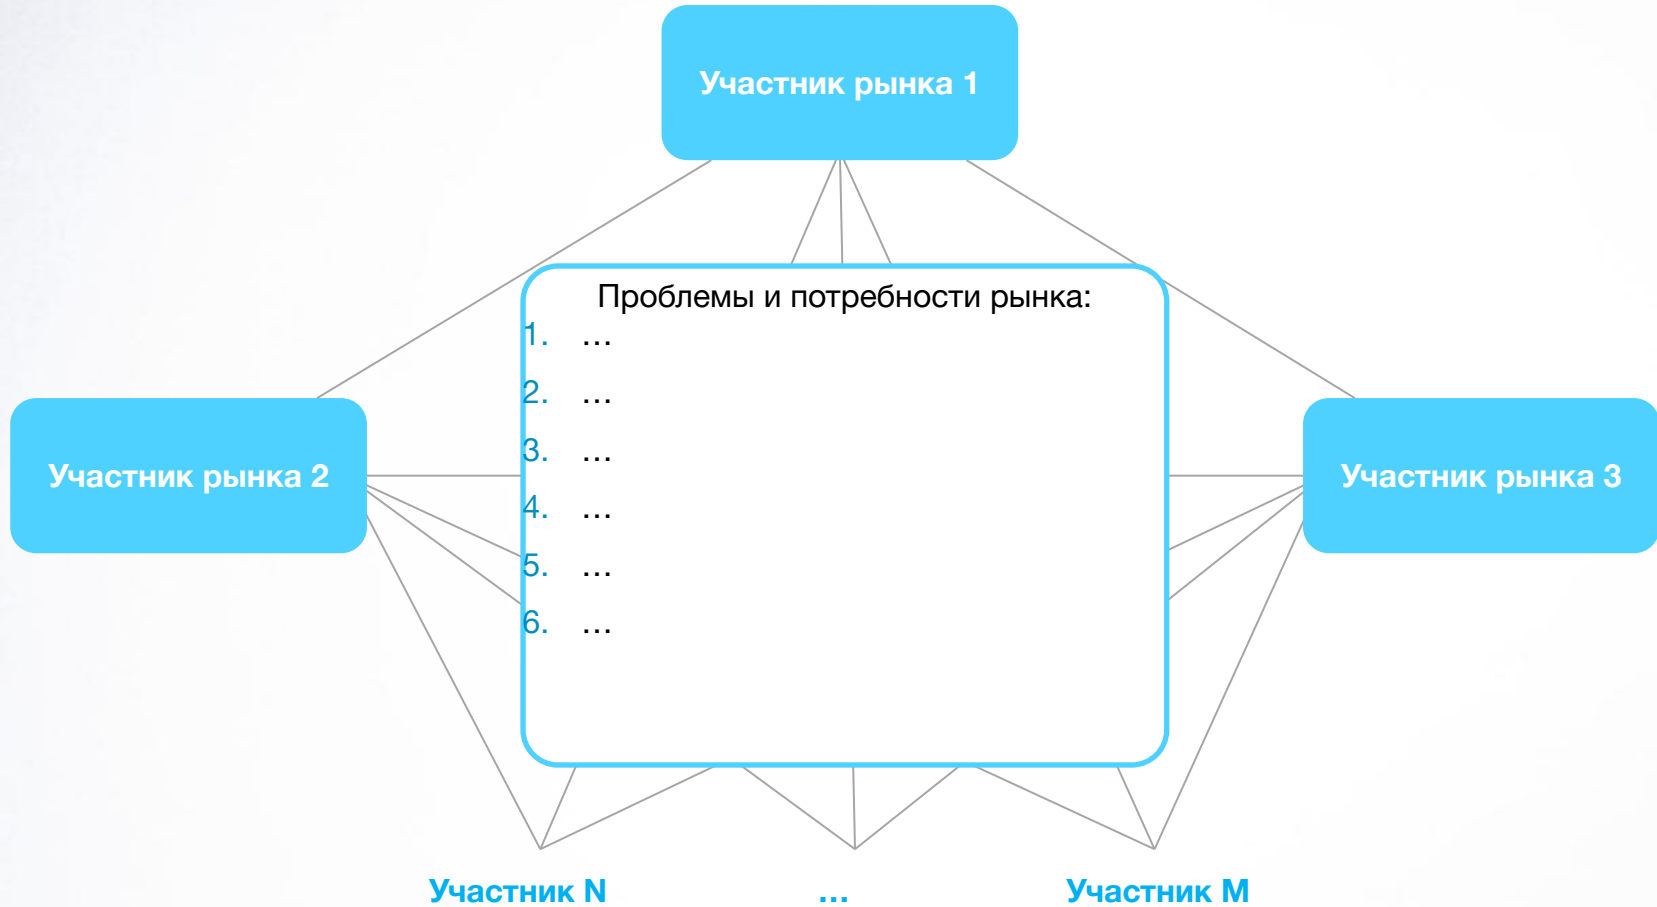 Участник рынка 1
Проблемы и потребности рынка:
1. …
2. …
3. …
4. …
5. …
6. …
Участник рынка 2
Участник рынка 3
Участник N
...
Участник M